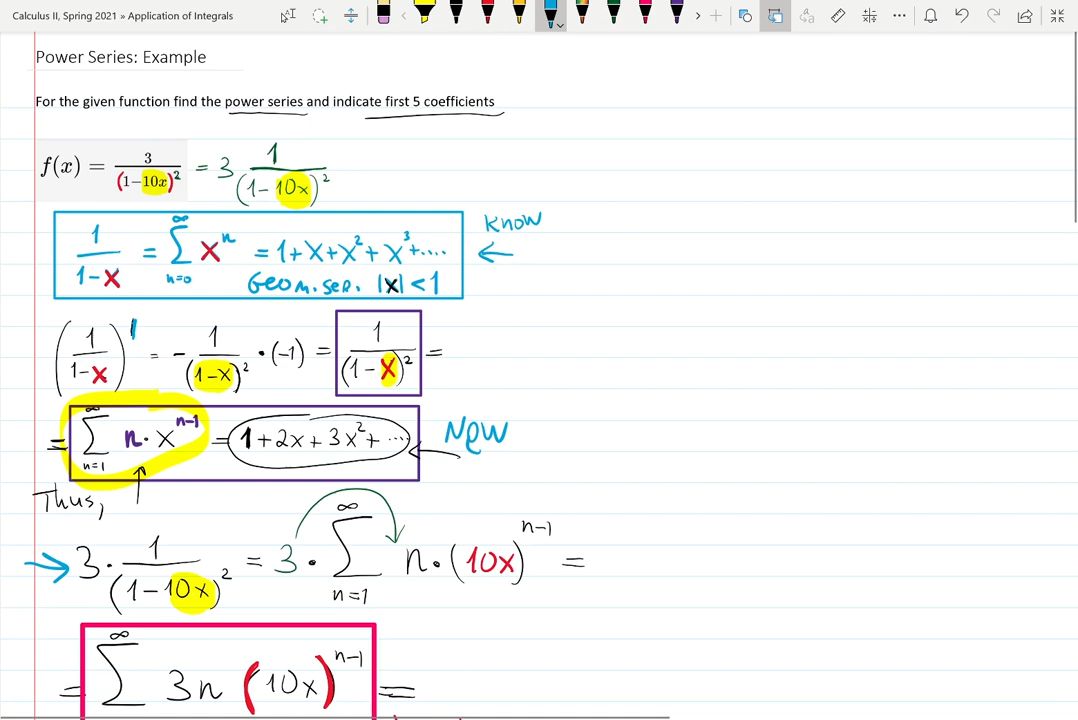 Calculus II, Spring 2021 » Application of Integrals
Power Series: Example
For the given function find the power series and indicate first 5 coefficients
f(x) = 3/(1−10x)² = 3 1/(1−10x)²
1/(1−x) = ∑_{n=0}^{∞} xⁿ = 1+x+x²+x³+....
Know
Geom. ser. |x| < 1
(1/(1−x))' = −1/(1−x)² • (−1) = 1/(1−x)² =
= ∑_{n=1}^{∞} n·x^{n−1} = 1+2x+3x²+...
New
Thus,
3 · 1/(1−10x)² = 3 · ∑_{n=1}^{∞} n·(10x)^{n−1} =
= ∑^{∞} 3n (10x)^{n−1} =